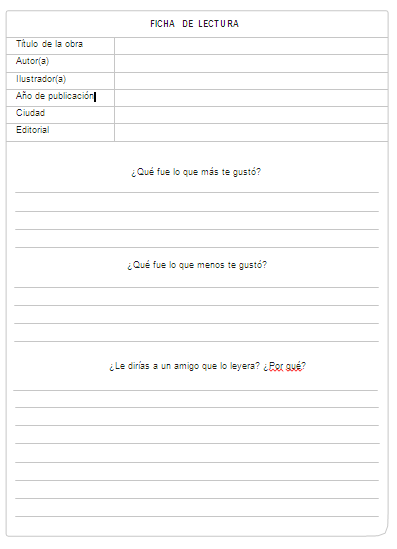 FICHA DE LECTURA
Título de la obra
Autor(a)
Ilustrador(a)
Año de publicación
Ciudad
Editorial
¿Qué fue lo que más te gustó?
¿Qué fue lo que menos te gustó?
¿Le dirías a un amigo que lo leyera? ¿Por qué?